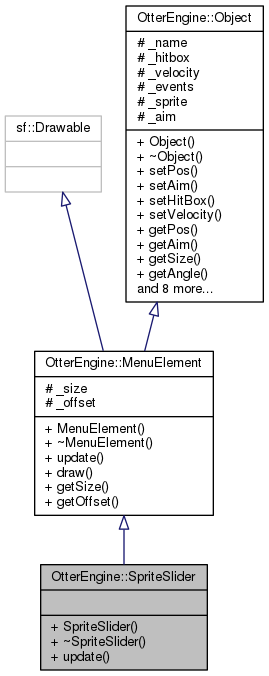 OtterEngine::Object
# _name
# _hitbox
# _velocity
# _events
# _sprite
# _aim
+ Object()
+ ~Object()
+ setPos()
+ setAim()
+ setHitBox()
+ setVelocity()
+ getPos()
+ getAim()
+ getSize()
+ getAngle()
and 8 more...
sf::Drawable
OtterEngine::MenuElement
# _size
# _offset
+ MenuElement()
+ ~MenuElement()
+ update()
+ draw()
+ getSize()
+ getOffset()
OtterEngine::SpriteSlider
+ SpriteSlider()
+ ~SpriteSlider()
+ update()